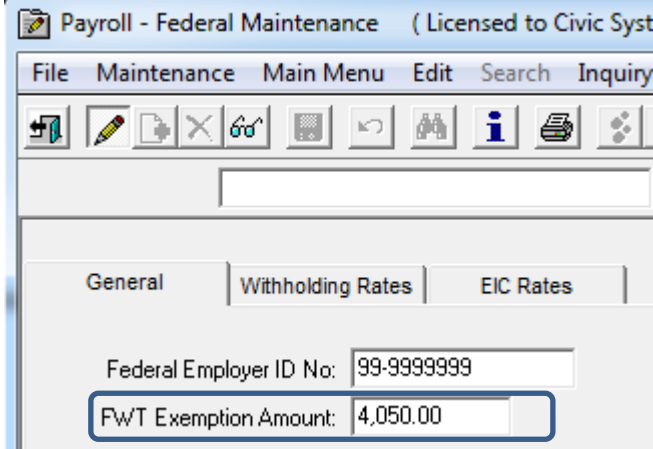 Payroll - Federal Maintenance ( Licensed to Civic Syst
File Maintenance Main Menu Edit Search Inquiry
General Withholding Rates EIC Rates
Federal Employer ID No: 99-9999999
FWT Exemption Amount: 4,050.00